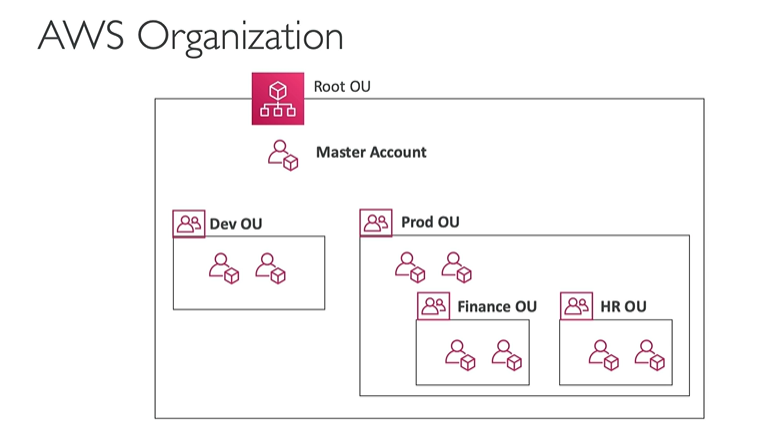 AWS Organization
Root OU
Master Account
Dev OU
Prod OU
Finance OU
HR OU